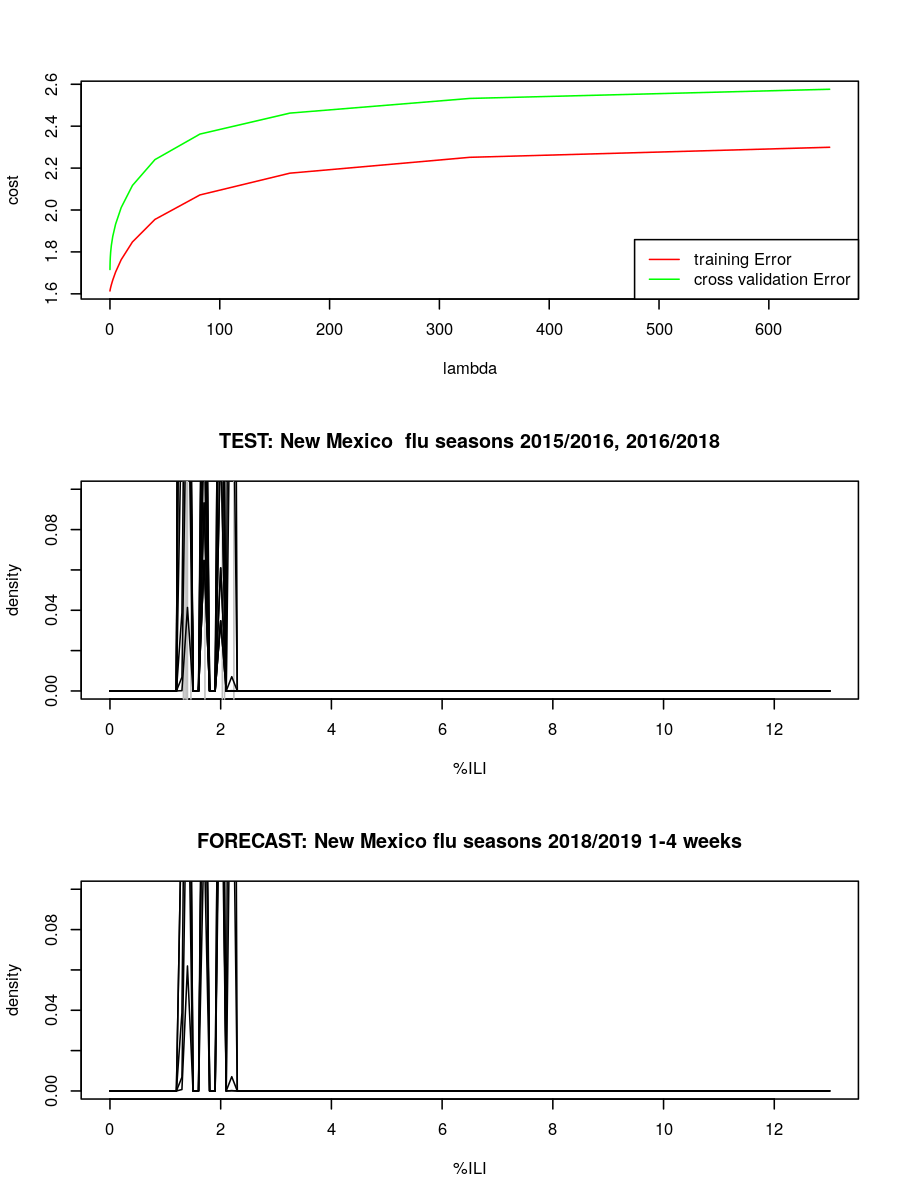 2.6
2.4
2.2
2.0
1.8
1.6
cost
training Error
cross validation Error
0 100 200 300 400 500 600
lambda
TEST: New Mexico  flu seasons 2015/2016, 2016/2018
0.08
0.04
0.00
density
0 2 4 6 8 10 12
%ILI
FORECAST: New Mexico flu seasons 2018/2019 1-4 weeks
0.08
0.04
0.00
density
0 2 4 6 8 10 12
%ILI